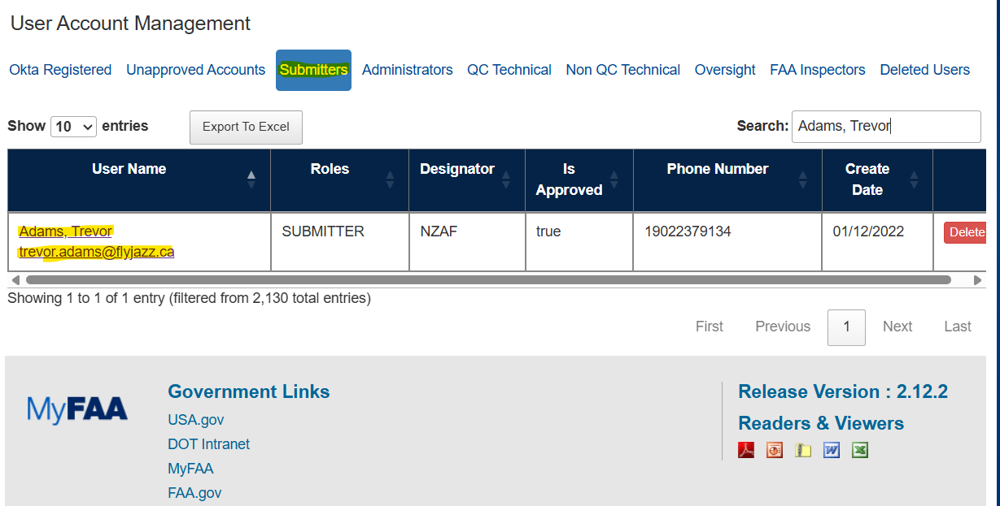 User Account Management
Okta Registered Unapproved Accounts Submitters Administrators QC Technical Non QC Technical Oversight FAA Inspectors Deleted Users
Show 10 entries Export To Excel Search: Adams, Trevor
User Name Roles Designator Is Approved Phone Number Create Date
Adams, Trevor SUBMITTER NZAF true 19022379134 01/12/2022 Delete
trevor.adams@flyjazz.ca
Showing 1 to 1 of 1 entry (filtered from 2,130 total entries)
First Previous 1 Next Last
MyFAA
Government Links
USA.gov
DOT Intranet
MyFAA
FAA.gov
Release Version : 2.12.2
Readers & Viewers